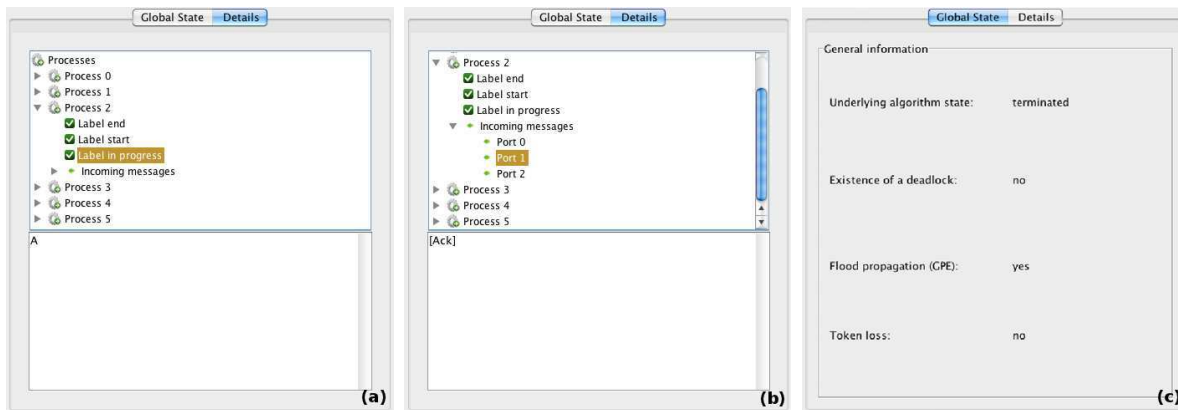 Global State Details
Processes
Process 0
Process 1
Process 2
Label end
Label start
Label in progress
Incoming messages
Process 3
Process 4
Process 5
A
(a)
Global State Details
Process 2
Label end
Label start
Label in progress
Incoming messages
Port 0
Port 1
Port 2
Process 3
Process 4
Process 5
[Ack]
(b)
Global State Details
General information
Underlying algorithm state: terminated
Existence of a deadlock: no
Flood propagation (GPE): yes
Token loss: no
(c)